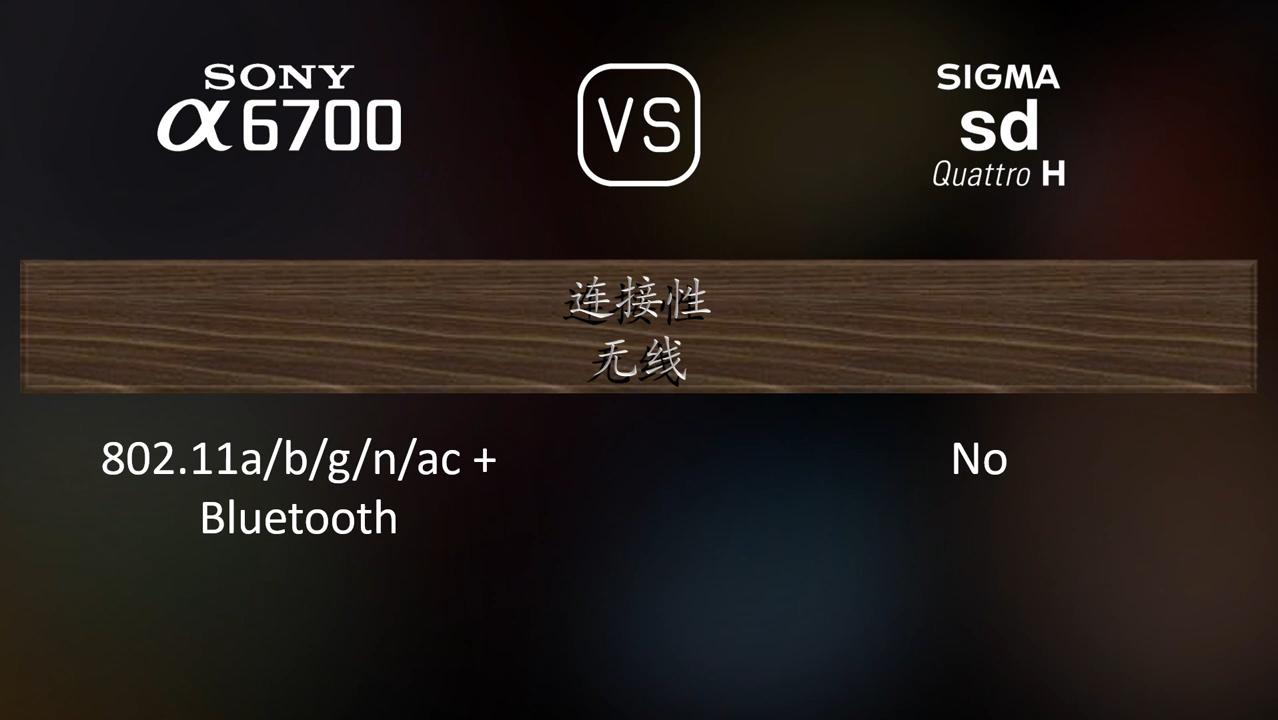 SONY
α6700
VS
SIGMA
sd
Quattro H
连接性
无线
802.11a/b/g/n/ac +
Bluetooth
No